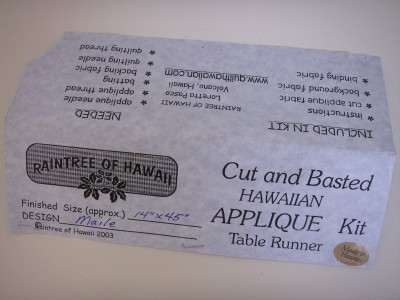 RAINTREE OF HAWAII
Cut and Basted
HAWAIIAN
APPLIQUE Kit
Table Runner
Finished Size (approx.) 14"x45"
DESIGN Maile
Raintree of Hawaii 2003
Made in Hawaii
INCLUDED IN KIT
* instructions
* cut applique fabric
* background fabric
* binding fabric
RAINTREE OF HAWAII
Loretta Pasco
Volcano, Hawaii
www.quilthawaiian.com
NEEDED
* applique needle
* applique thread
* batting
* backing fabric
* quilting needle
* quilting thread